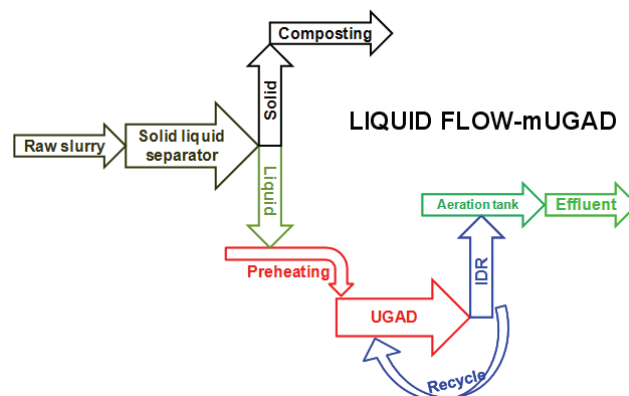 Composting
Solid
LIQUID FLOW-mUGAD
Raw slurry
Solid liquid
separator
Liquid
Aeration tank
Effluent
Preheating
IDR
UGAD
Recycle